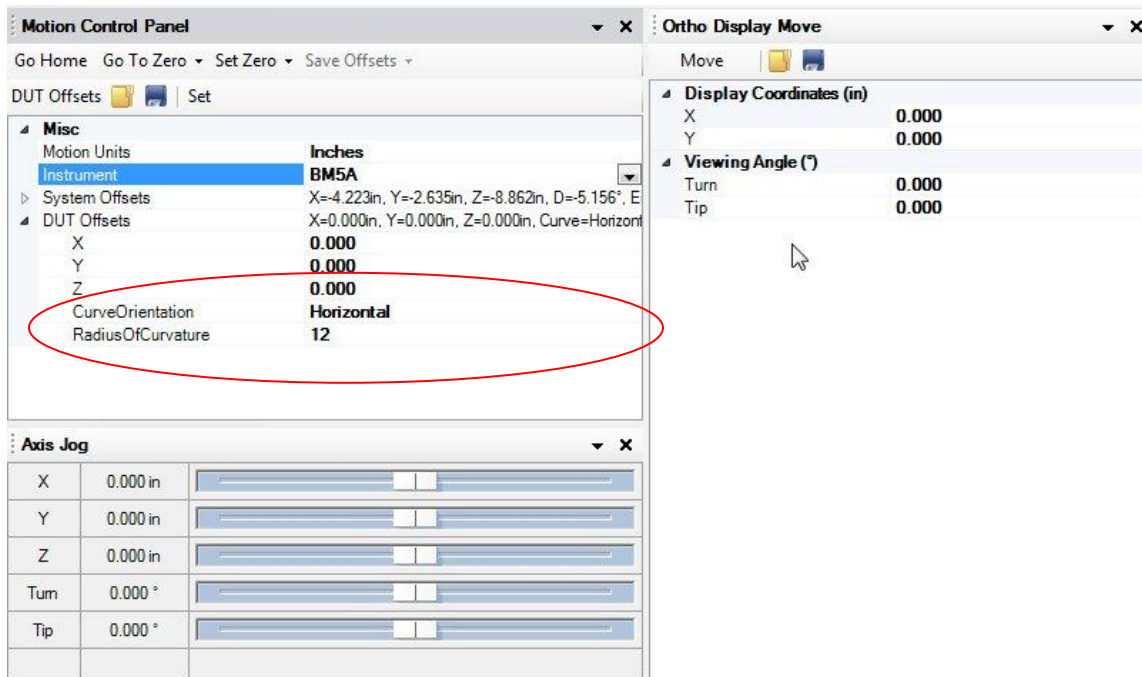 Motion Control Panel
Go Home Go To Zero Set Zero Save Offsets
DUT Offsets Set
Misc
Motion Units Inches
Instrument BM5A
System Offsets X=-4.223in, Y=-2.635in, Z=-8.862in, D=-5.156°, E
DUT Offsets X=0.000in, Y=0.000in, Z=0.000in, Curve=Horizont
X 0.000
Y 0.000
Z 0.000
CurveOrientation Horizontal
RadiusOfCurvature 12
Axis Jog
X 0.000 in
Y 0.000 in
Z 0.000 in
Turn 0.000 °
Tip 0.000 °
Ortho Display Move
Move
Display Coordinates (in)
X 0.000
Y 0.000
Viewing Angle (°)
Turn 0.000
Tip 0.000